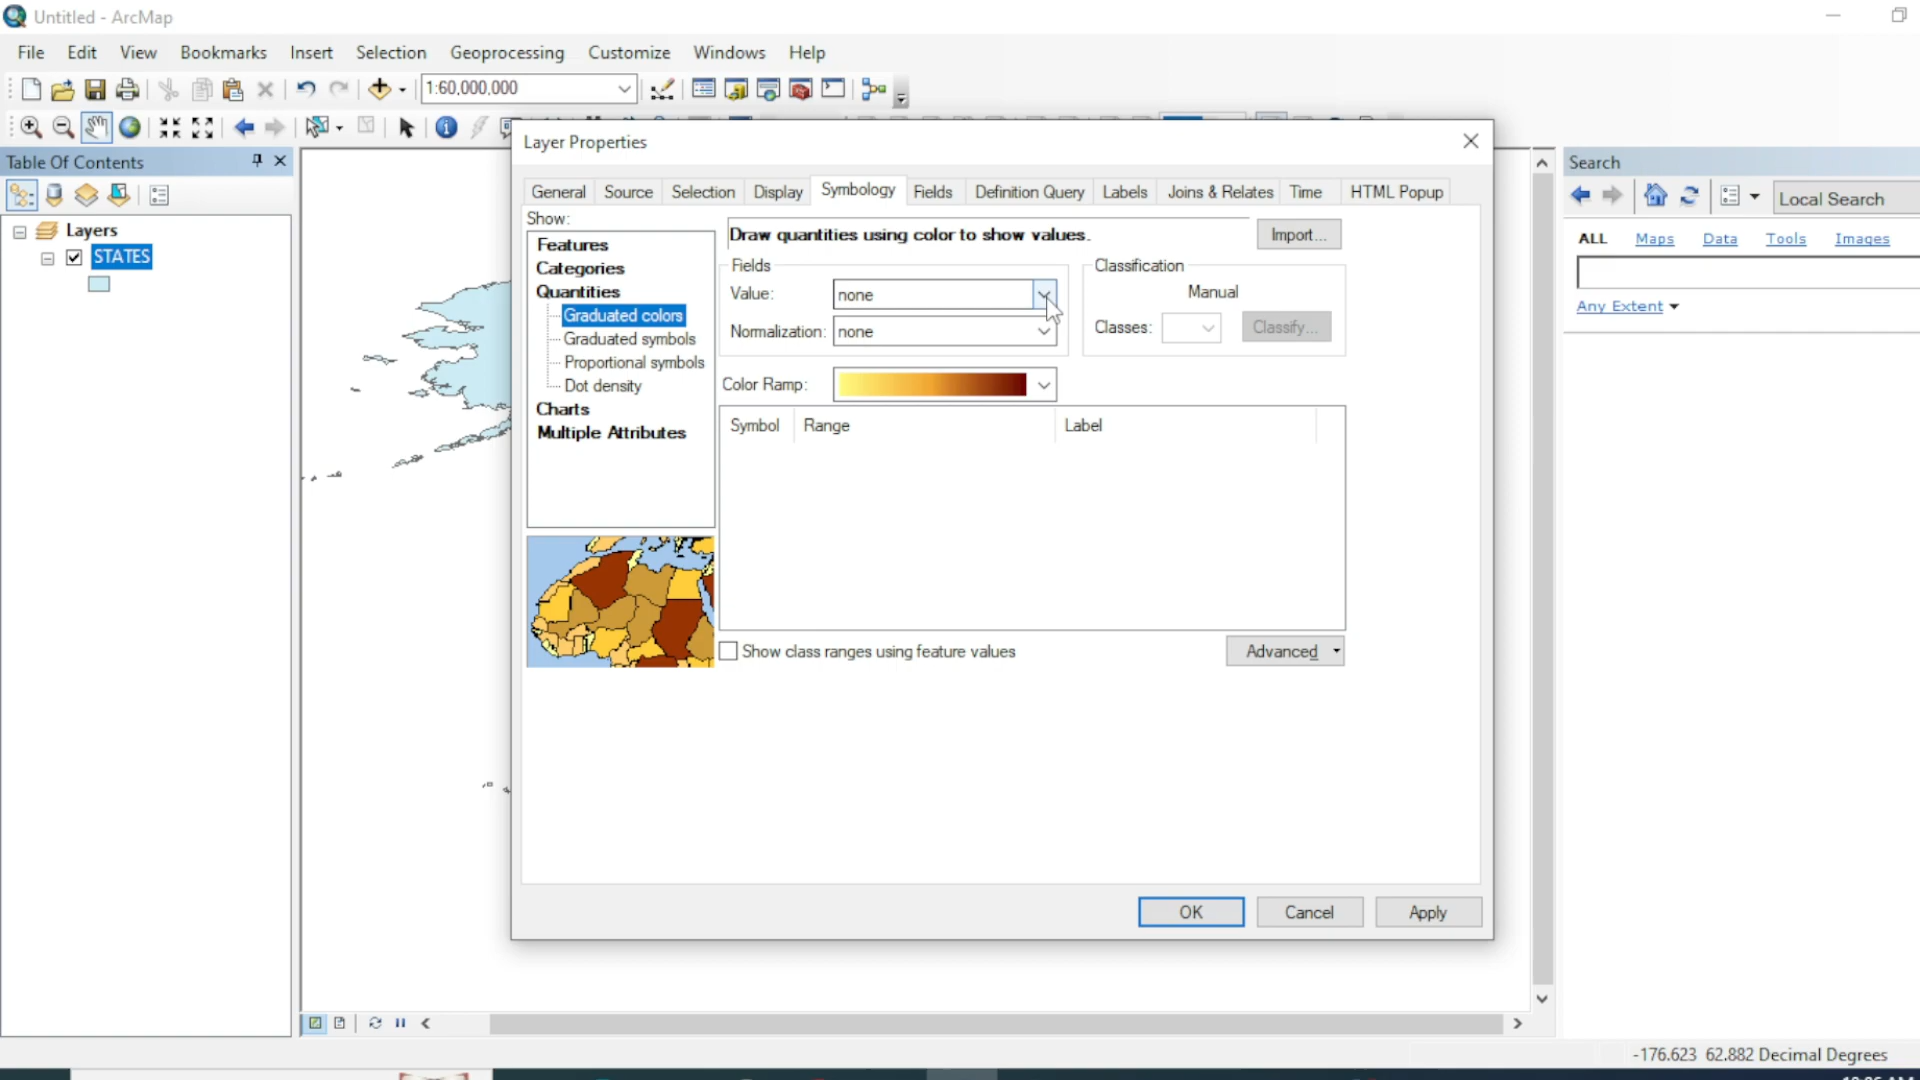 Untitled - ArcMap
File Edit View Bookmarks Insert Selection Geoprocessing Customize Windows Help
1:60,000,000
Table Of Contents
Layers
STATES
Layer Properties
General Source Selection Display Symbology Fields Definition Query Labels Joins & Relates Time HTML Popup
Show:
Features
Categories
Quantities
Graduated colors
Graduated symbols
Proportional symbols
Dot density
Charts
Multiple Attributes
Draw quantities using color to show values.
Import...
Fields
Value: none
Normalization: none
Classification
Manual
Classes:
Classify...
Color Ramp:
Symbol Range Label
Show class ranges using feature values
Advanced
OK Cancel Apply
Search
Local Search
ALL Maps Data Tools Images
Any Extent
-176.623 62.882 Decimal Degrees